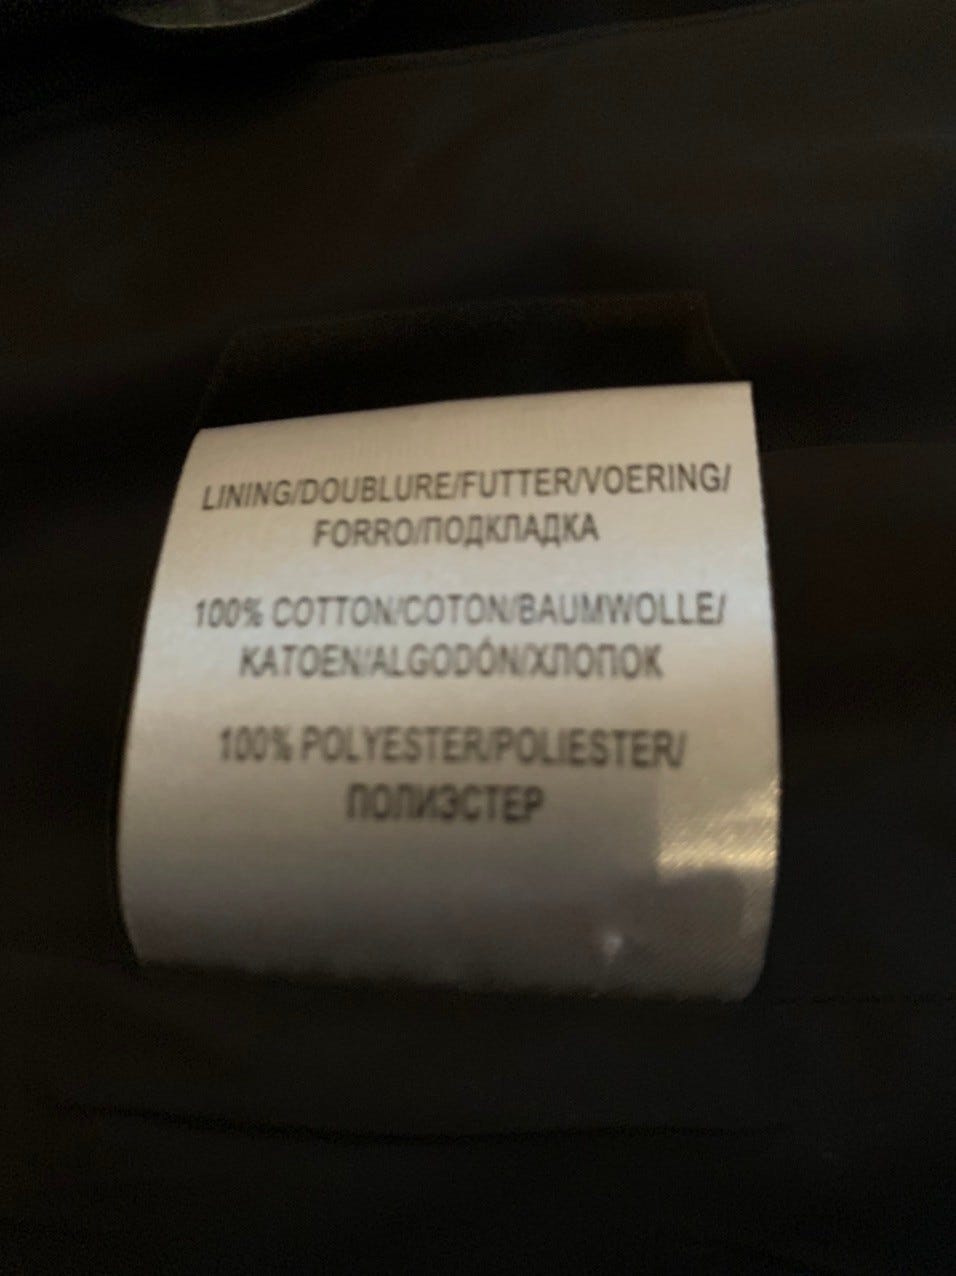 LINING/DOUBLURE/FUTTER/VOERING/
FORRO/ПОДКЛАДКА
100% COTTON/COTON/BAUMWOLLE/
KATOEN/ALGODÓN/ХЛОПОК
100% POLYESTER/POLIESTER/
ПОЛИЭСТЕР